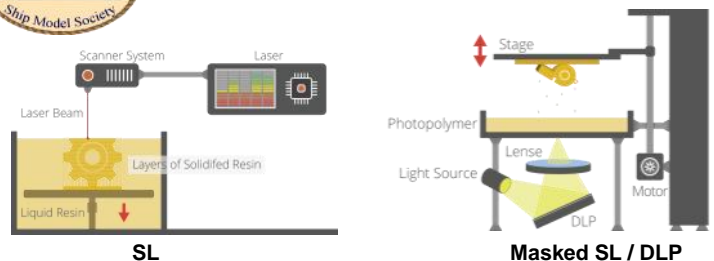 Ship Model Society
Scanner System
Laser
Laser Beam
Layers of Solidifed Resin
Liquid Resin
SL
Stage
Photopolymer
Lense
Light Source
Motor
DLP
Masked SL / DLP